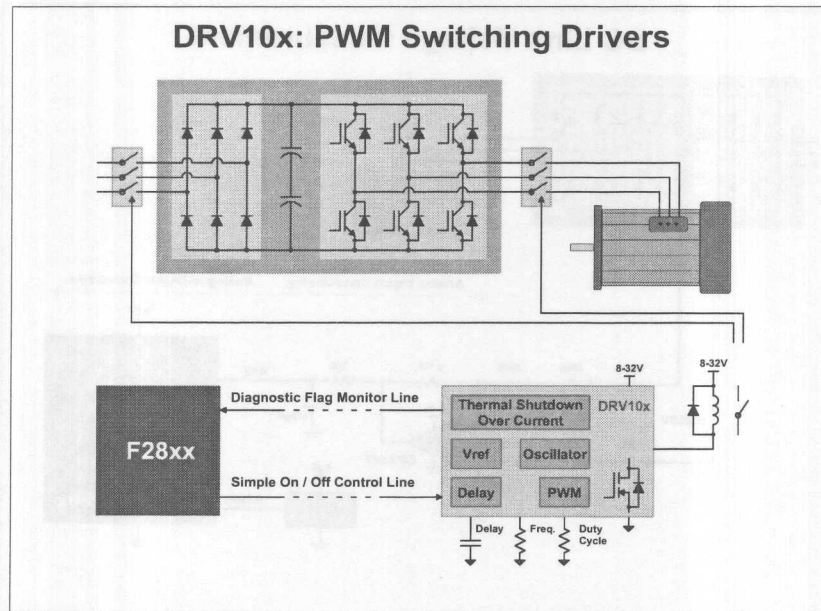 DRV10x: PWM Switching Drivers
8-32V
8-32V
Diagnostic Flag Monitor Line
Thermal Shutdown
Over Current
DRV10x
F28xx
Vref
Oscillator
Simple On / Off Control Line
Delay
PWM
Delay
Freq.
Duty
Cycle